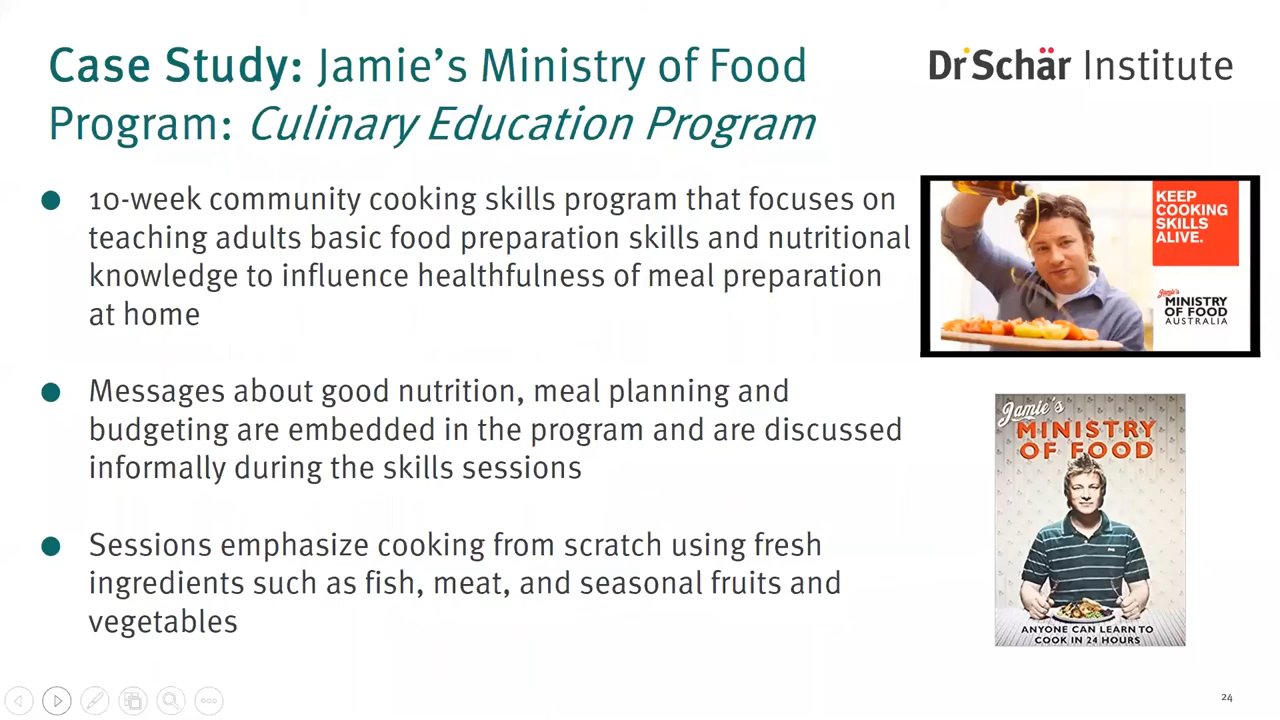 Case Study: Jamie's Ministry of Food
Program: Culinary Education Program
DrSchär Institute
10-week community cooking skills program that focuses on
teaching adults basic food preparation skills and nutritional
knowledge to influence healthfulness of meal preparation
at home
Messages about good nutrition, meal planning and
budgeting are embedded in the program and are discussed
informally during the skills sessions
Sessions emphasize cooking from scratch using fresh
ingredients such as fish, meat, and seasonal fruits and
vegetables
KEEP
COOKING
SKILLS
ALIVE.
Jamie's
MINISTRY
OF FOOD
AUSTRALIA
Jamie's
MINISTRY
OF FOOD
ANYONE CAN LEARN TO
COOK IN 24 HOURS
24